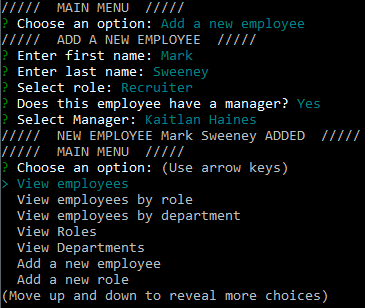 /////  MAIN MENU  /////
? Choose an option: Add a new employee
/////  ADD A NEW EMPLOYEE  /////
? Enter first name: Mark
? Enter last name: Sweeney
? Select role: Recruiter
? Does this employee have a manager? Yes
? Select Manager: Kaitlan Haines
/////  NEW EMPLOYEE Mark Sweeney ADDED  /////
/////  MAIN MENU  /////
? Choose an option: (Use arrow keys)
> View employees
  View employees by role
  View employees by department
  View Roles
  View Departments
  Add a new employee
  Add a new role
(Move up and down to reveal more choices)